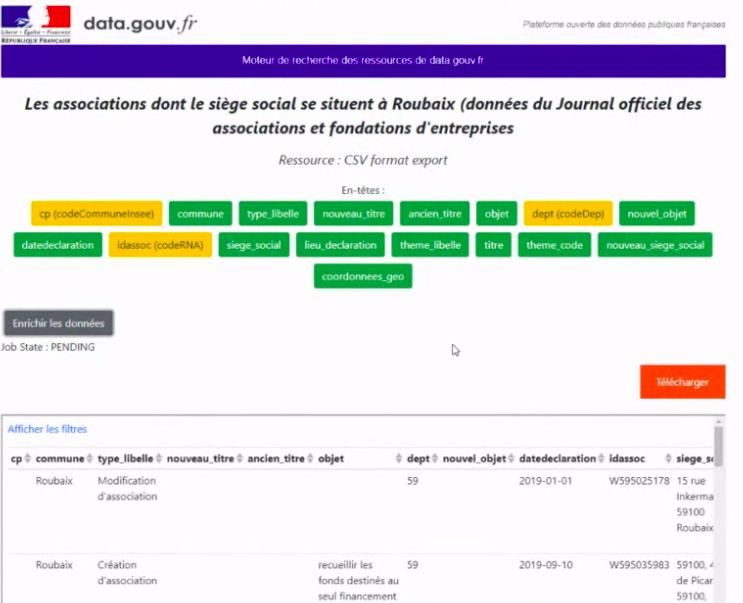 Liberté • Égalité • Fraternité
RÉPUBLIQUE FRANÇAISE
data.gouv.fr
Plateforme ouverte des données publiques françaises
Moteur de recherche des ressources de data gouv fr
Les associations dont le siège social se situent à Roubaix (données du Journal officiel des
associations et fondations d'entreprises
Ressource : CSV format export
En-têtes :
cp (codeCommuneInsee) commune type_libelle nouveau_titre ancien_titre objet dept (codeDep) nouvel_objet
datedeclaration idassoc (codeRNA) siege_social lieu_declaration theme_libelle titre theme_code nouveau_siege_social
coordonnees_geo
Enrichir les données
Job State : PENDING
Télécharger
Afficher les filtres
cp commune type_libelle nouveau_titre ancien_titre objet dept nouvel_objet datedeclaration idassoc siege_so
Roubaix Modification 59 2019-01-01 W595025178 15 rue
d'association Inkerma
59100
Roubaix
Roubaix Création recueillir les 59 2019-09-10 W595035983 59100, 4
d'association fonds destinés au de Picar
seul financement 59100,